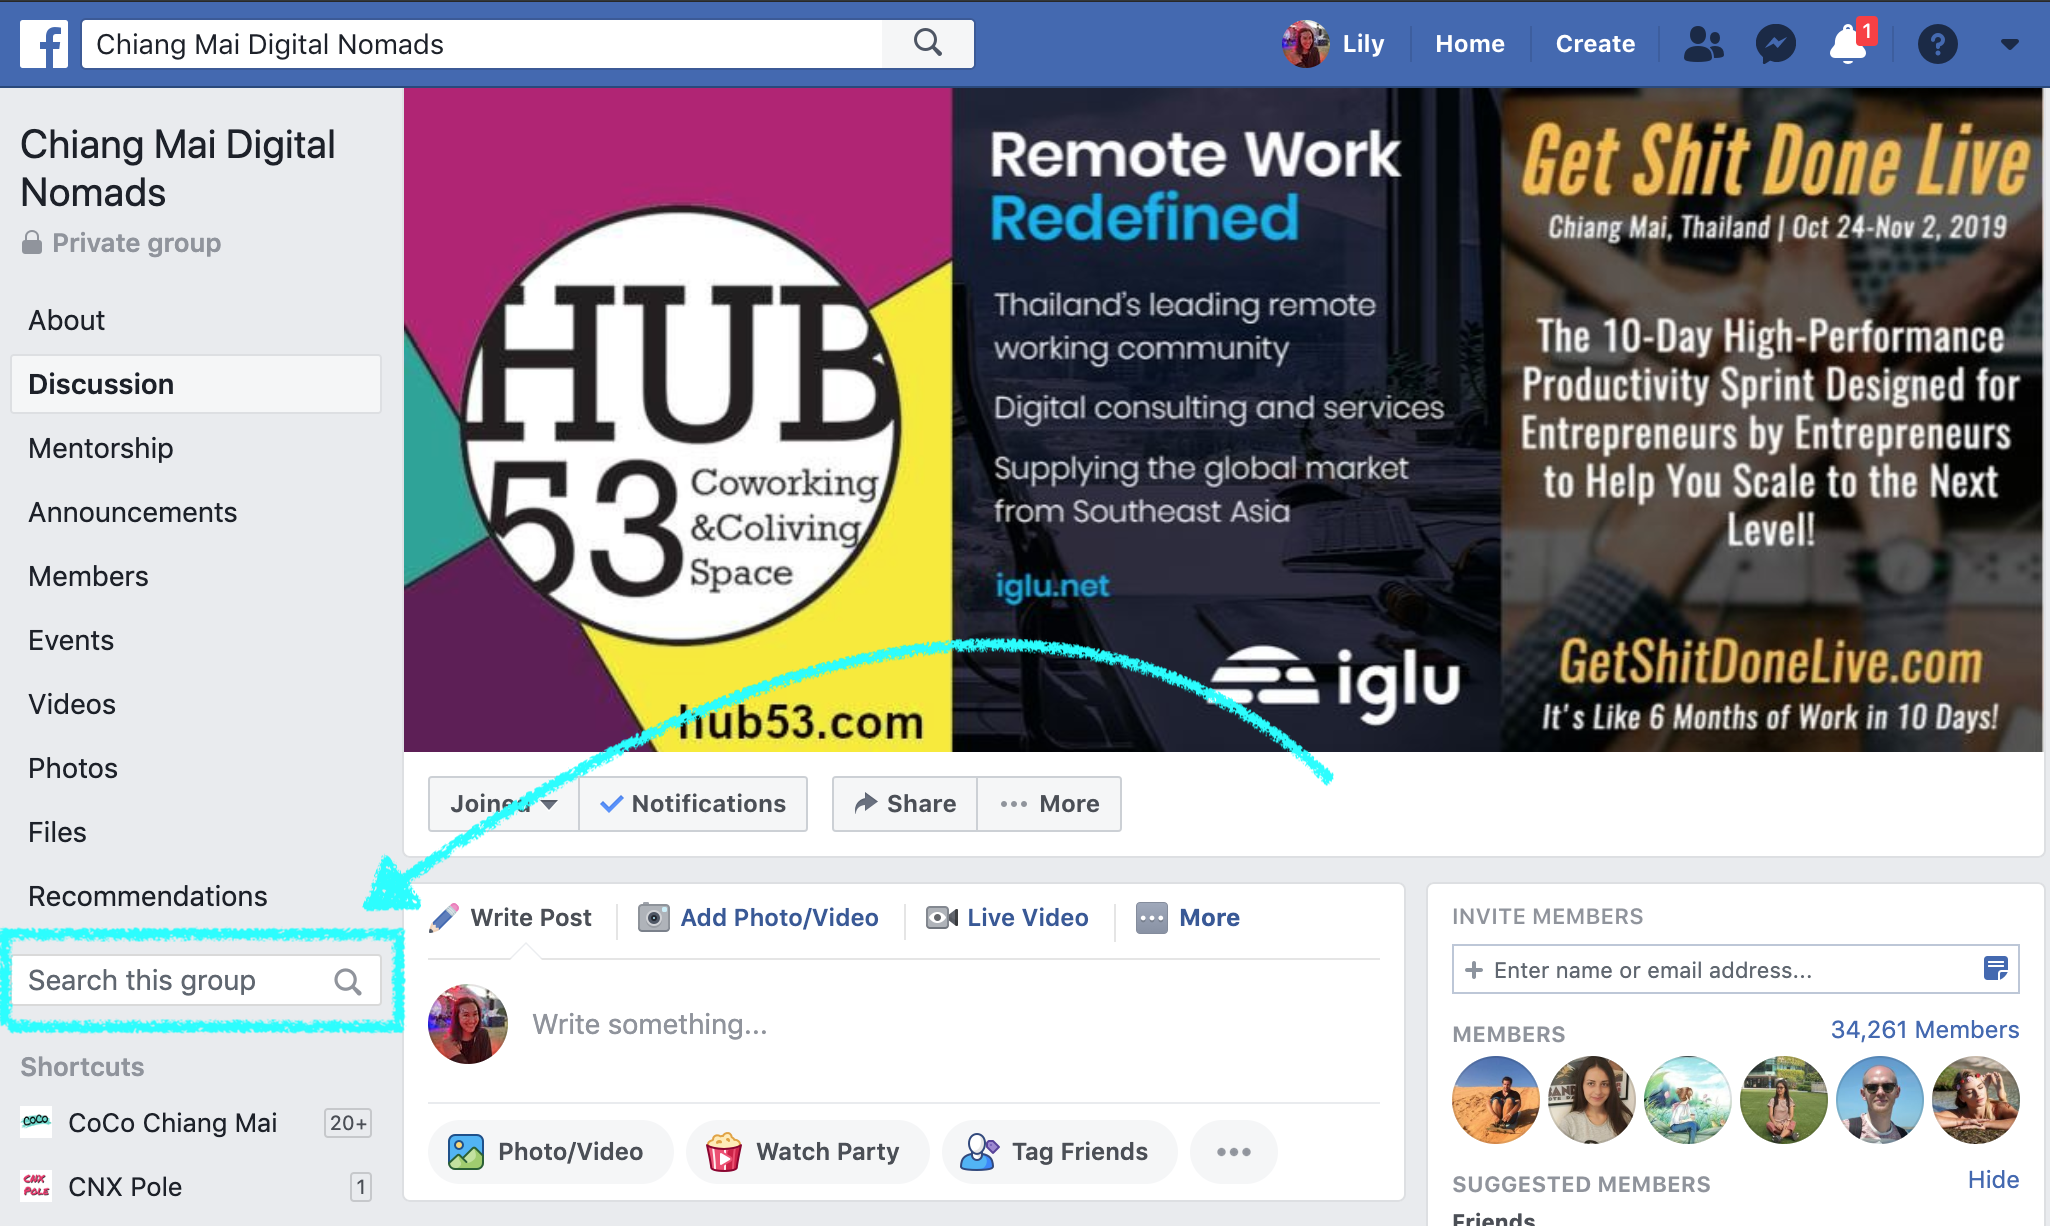 Chiang Mai Digital Nomads
Lily
Home
Create
1
?
Chiang Mai Digital
Nomads
Private group
About
Discussion
Mentorship
Announcements
Members
Events
Videos
Photos
Files
Recommendations
Search this group
Shortcuts
COCO
CoCo Chiang Mai
20+
CNX
POLE
CNX Pole
1
HUB
53
Coworking
&Coliving
Space
hub53.com
Remote Work
Redefined
Thailand's leading remote
working community
Digital consulting and services
Supplying the global market
from Southeast Asia
iglu.net
iglu
Get Shit Done Live
Chiang Mai, Thailand | Oct 24-Nov 2, 2019
The 10-Day High-Performance
Productivity Sprint Designed for
Entrepreneurs by Entrepreneurs
to Help You Scale to the Next
Level!
GetShitDoneLive.com
It's Like 6 Months of Work in 10 Days!
Joined
Notifications
Share
More
Write Post
Add Photo/Video
Live Video
More
Write something...
Photo/Video
Watch Party
Tag Friends
INVITE MEMBERS
+ Enter name or email address...
MEMBERS
34,261 Members
SUGGESTED MEMBERS
Hide
Friends